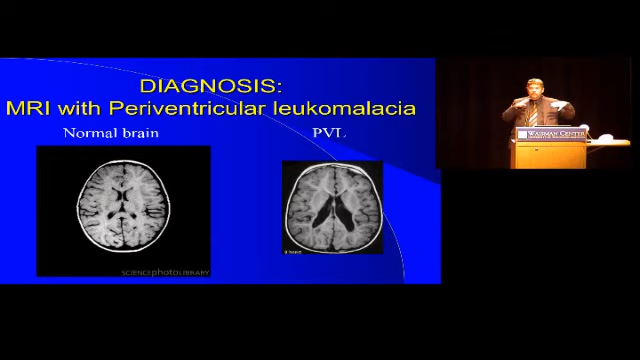 DIAGNOSIS:
MRI with Periventricular leukomalacia
Normal brain
PVL
SCIENCEphotoLIBRARY
WAISMAN CENTER